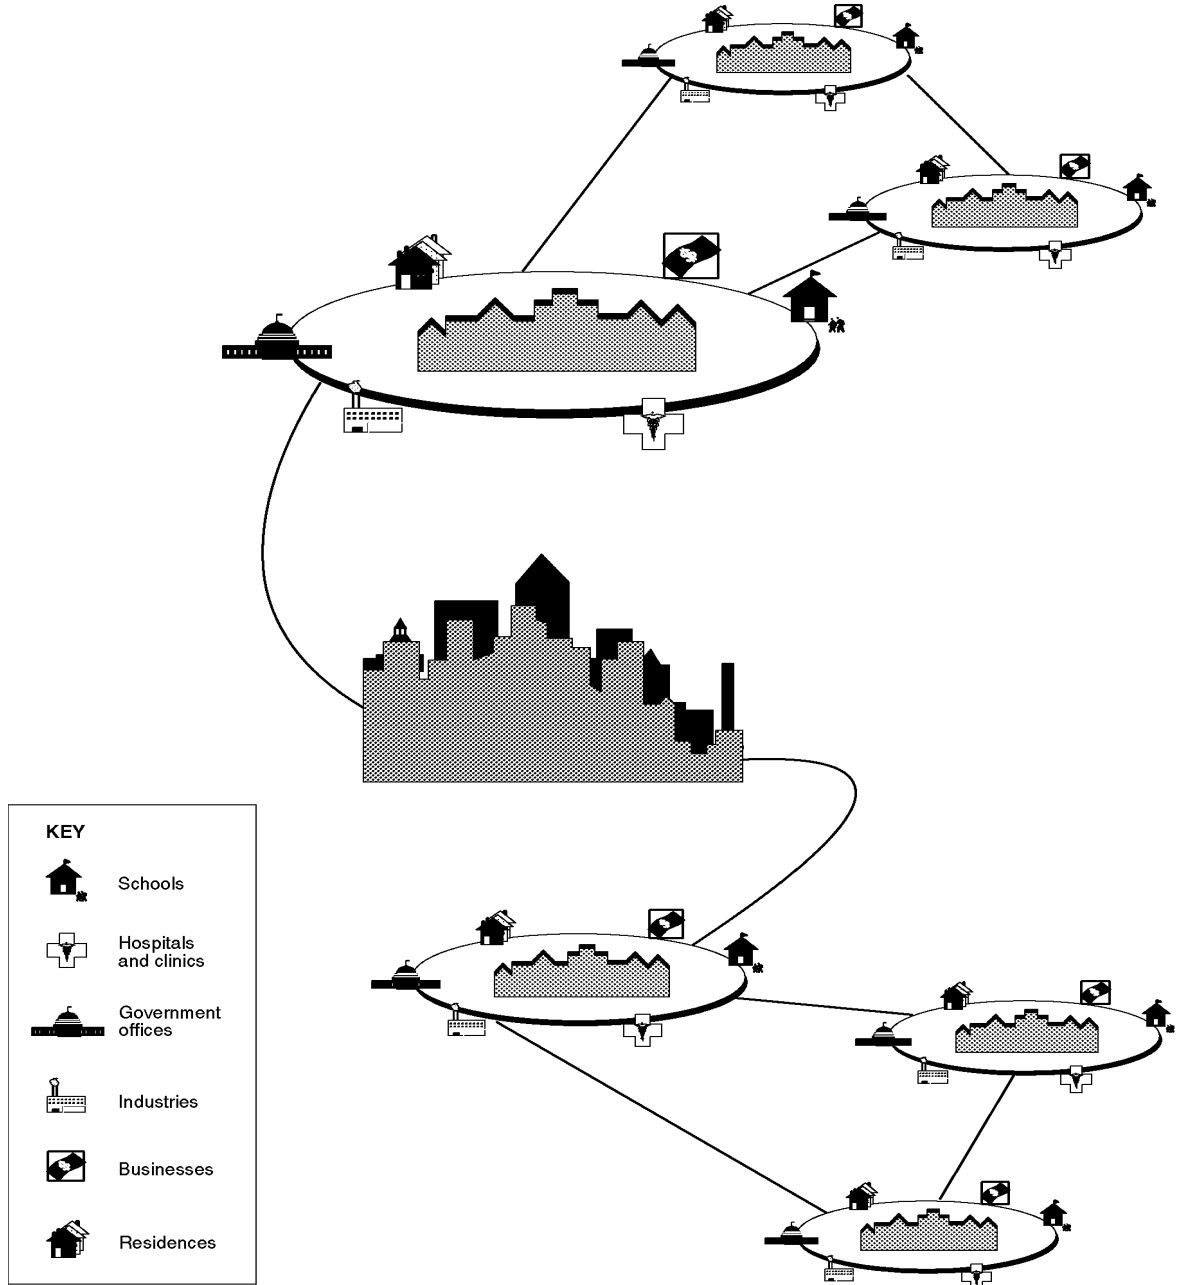 KEY
Schools
Hospitals
and clinics
Government
offices
Industries
Businesses
Residences